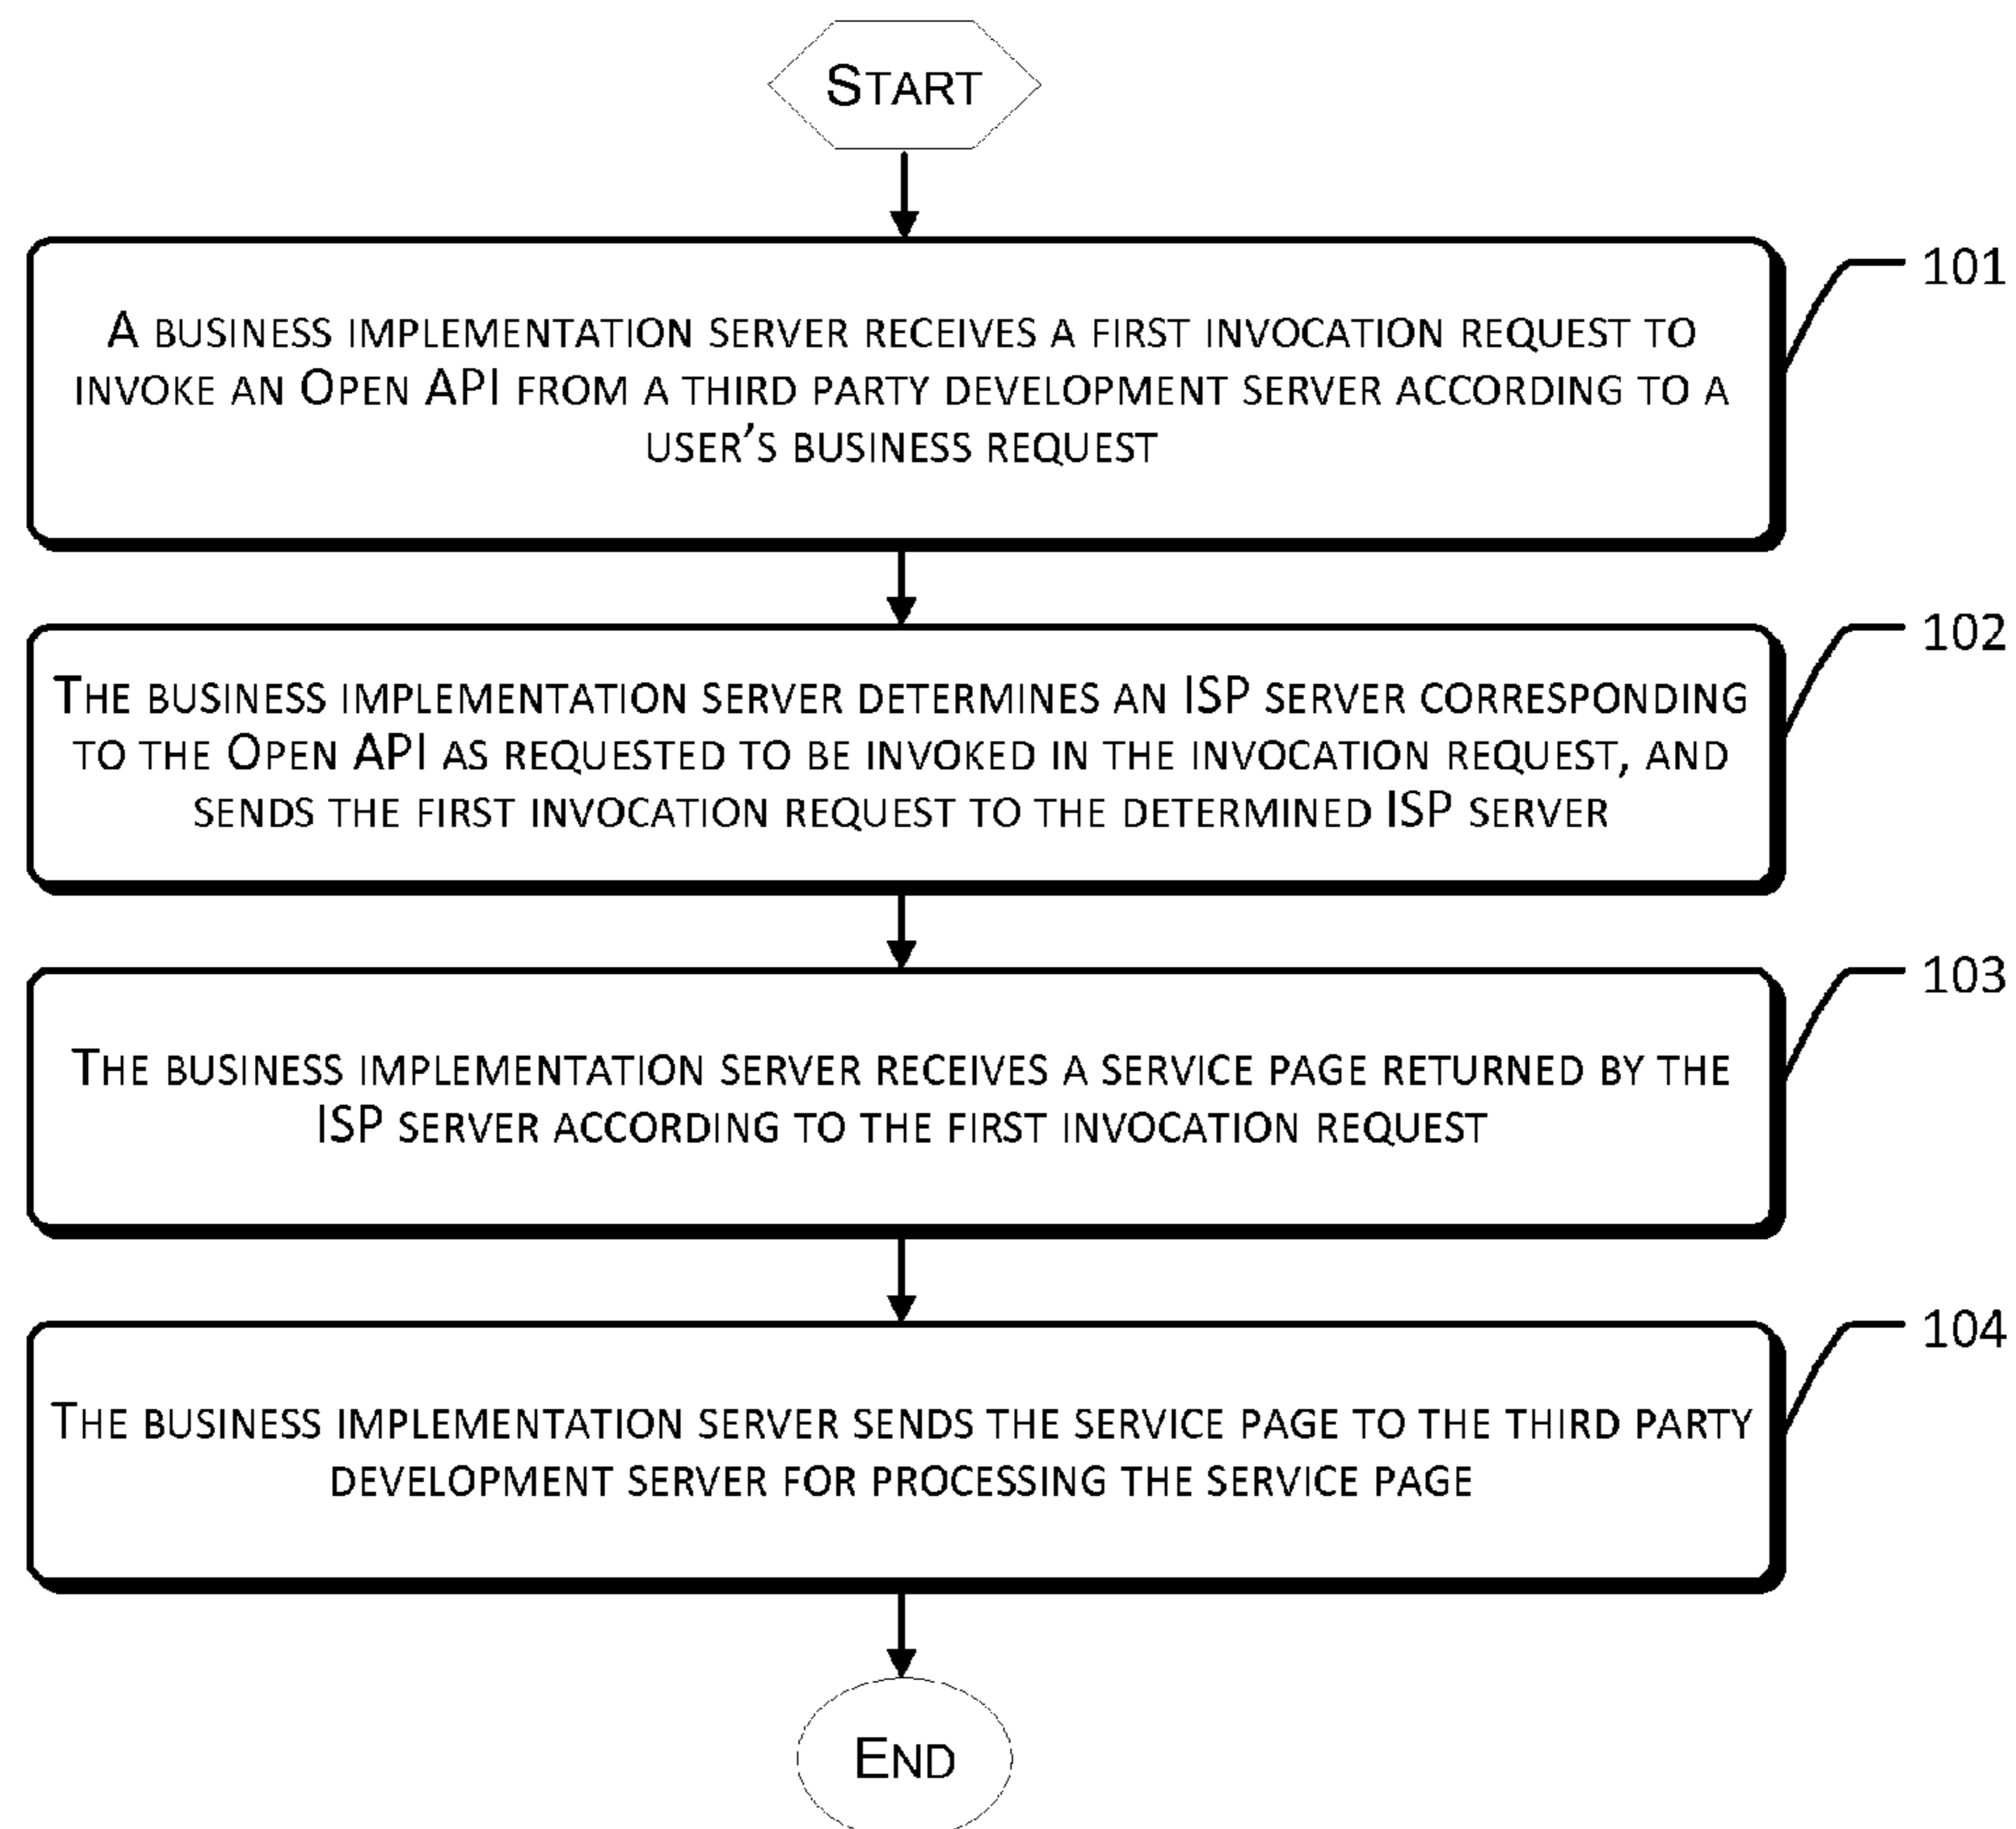 START
101
A BUSINESS IMPLEMENTATION SERVER RECEIVES A FIRST INVOCATION REQUEST TO
INVOKE AN OPEN API FROM A THIRD PARTY DEVELOPMENT SERVER ACCORDING TO A
USER'S BUSINESS REQUEST
102
THE BUSINESS IMPLEMENTATION SERVER DETERMINES AN ISP SERVER CORRESPONDING
TO THE OPEN API AS REQUESTED TO BE INVOKED IN THE INVOCATION REQUEST, AND
SENDS THE FIRST INVOCATION REQUEST TO THE DETERMINED ISP SERVER
103
THE BUSINESS IMPLEMENTATION SERVER RECEIVES A SERVICE PAGE RETURNED BY THE
ISP SERVER ACCORDING TO THE FIRST INVOCATION REQUEST
104
THE BUSINESS IMPLEMENTATION SERVER SENDS THE SERVICE PAGE TO THE THIRD PARTY
DEVELOPMENT SERVER FOR PROCESSING THE SERVICE PAGE
END